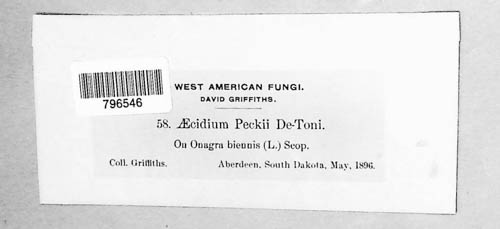 WEST AMERICAN FUNGI.
DAVID GRIFFITHS.
796546
58. Æcidium Peckii De-Toni.
On Onagra biennis (L.) Scop.
Coll. Griffiths. Aberdeen, South Dakota, May, 1896.